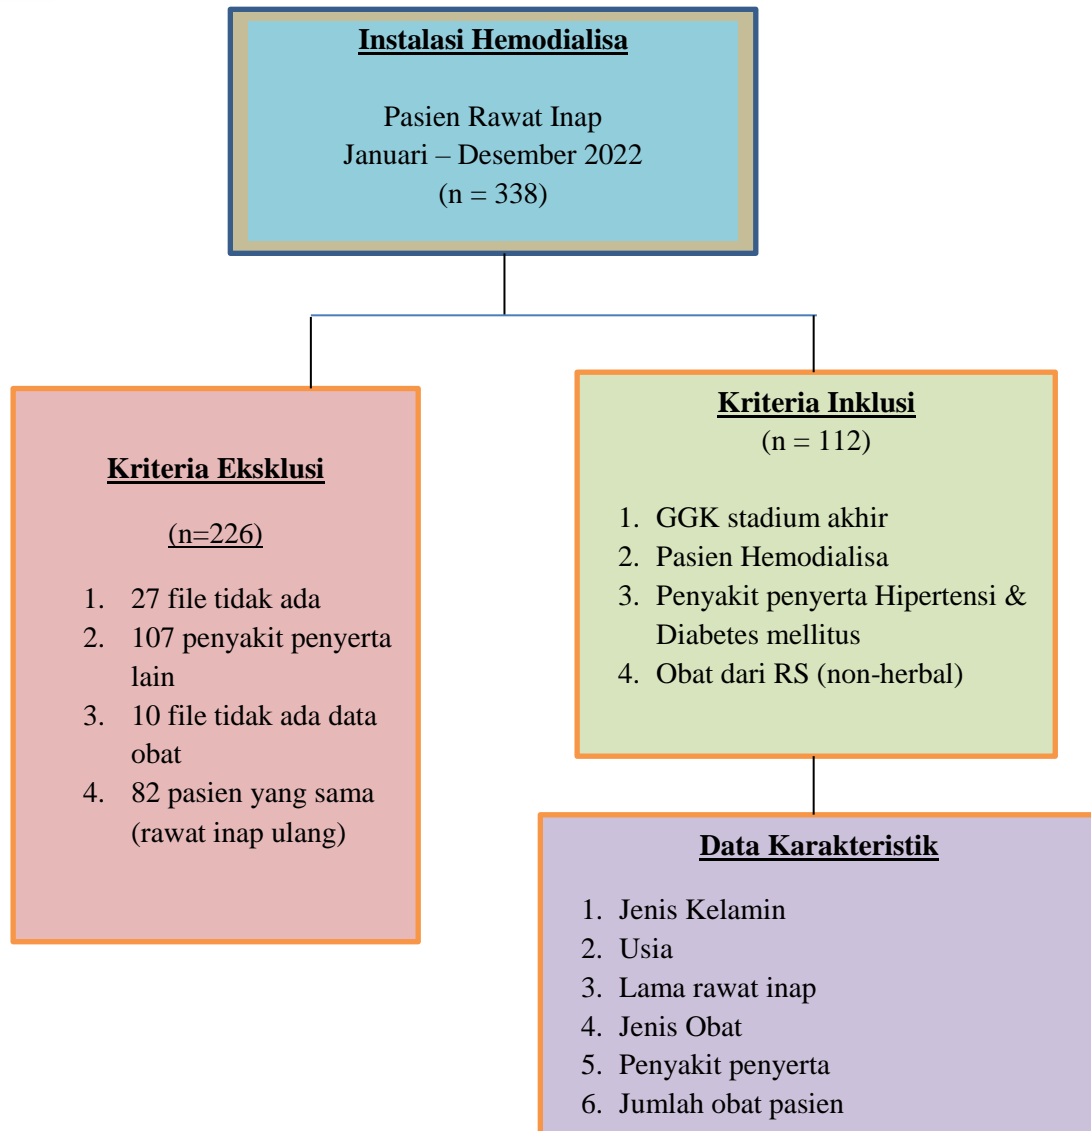 Instalasi Hemodialisa
Pasien Rawat Inap
Januari – Desember 2022
(n = 338)
Kriteria Eksklusi
(n=226)
1. 27 file tidak ada
2. 107 penyakit penyerta
lain
3. 10 file tidak ada data
obat
4. 82 pasien yang sama
(rawat inap ulang)
Kriteria Inklusi
(n = 112)
1. GGK stadium akhir
2. Pasien Hemodialisa
3. Penyakit penyerta Hipertensi &
Diabetes mellitus
4. Obat dari RS (non-herbal)
Data Karakteristik
1. Jenis Kelamin
2. Usia
3. Lama rawat inap
4. Jenis Obat
5. Penyakit penyerta
6. Jumlah obat pasien